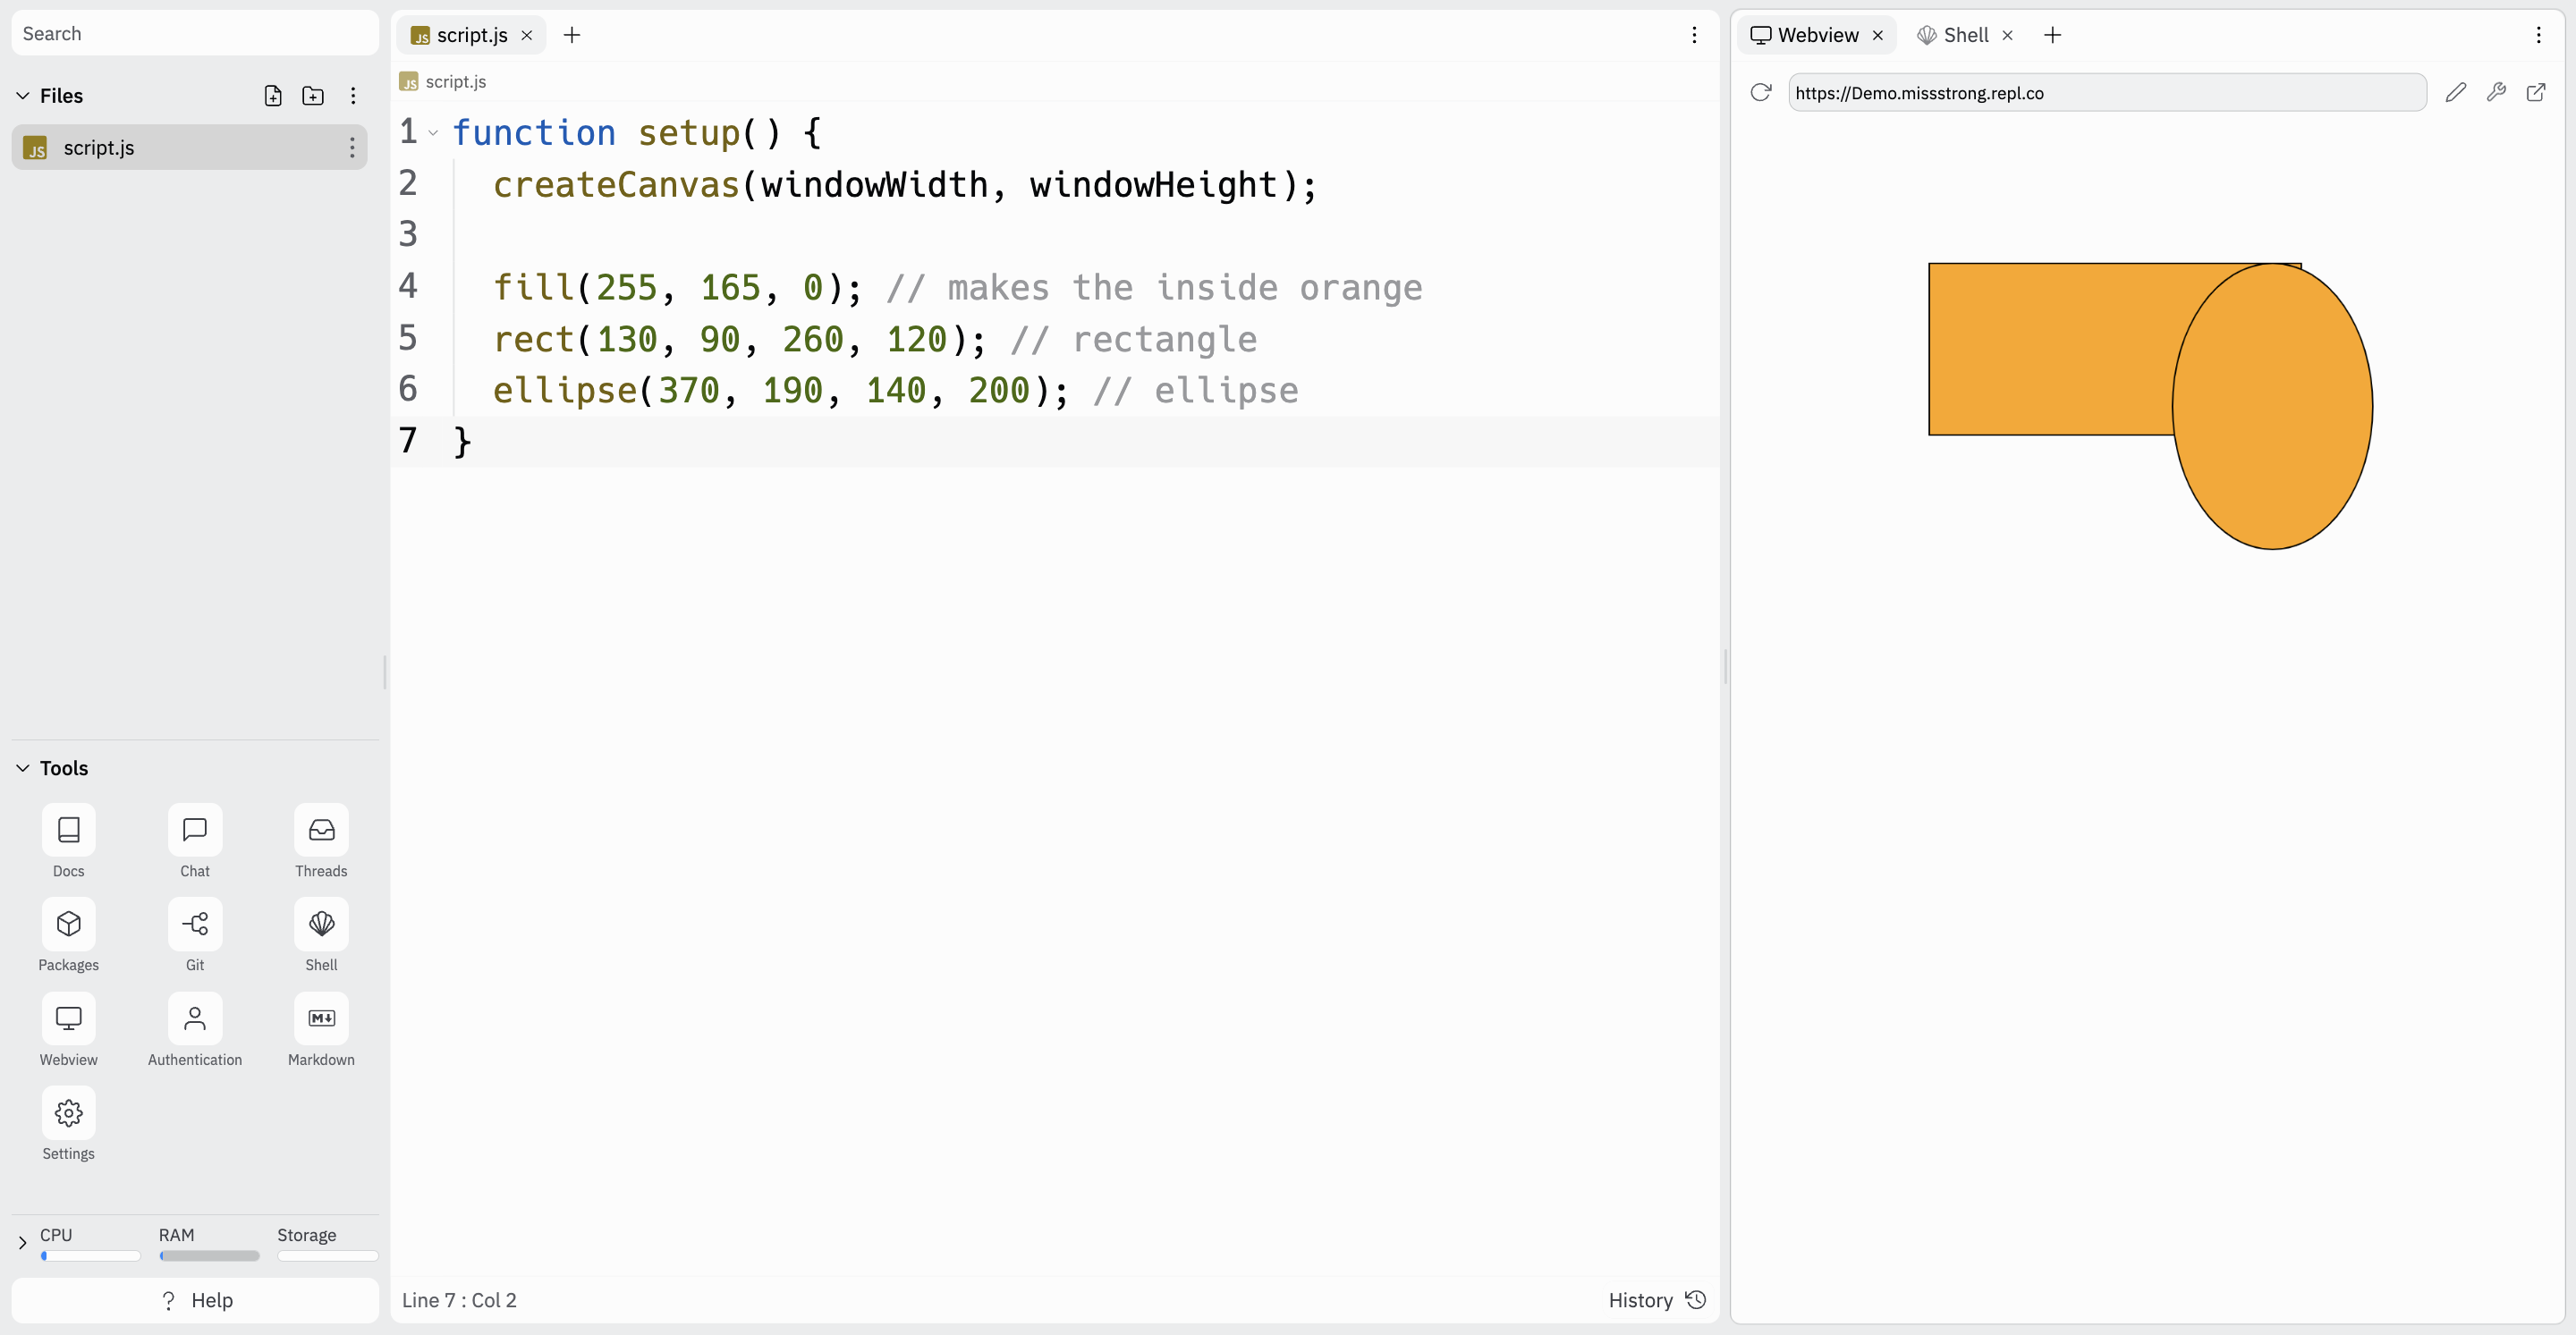 Search
Files
JS script.js
Tools
Docs Chat Threads
Packages Git Shell
Webview Authentication Markdown
Settings
CPU RAM Storage
? Help
JS script.js
JS script.js
1 function setup() {
2 createCanvas(windowWidth, windowHeight);
3
4 fill(255, 165, 0); // makes the inside orange
5 rect(130, 90, 260, 120); // rectangle
6 ellipse(370, 190, 140, 200); // ellipse
7 }
Line 7 : Col 2 History
Webview Shell
https://Demo.missstrong.repl.co